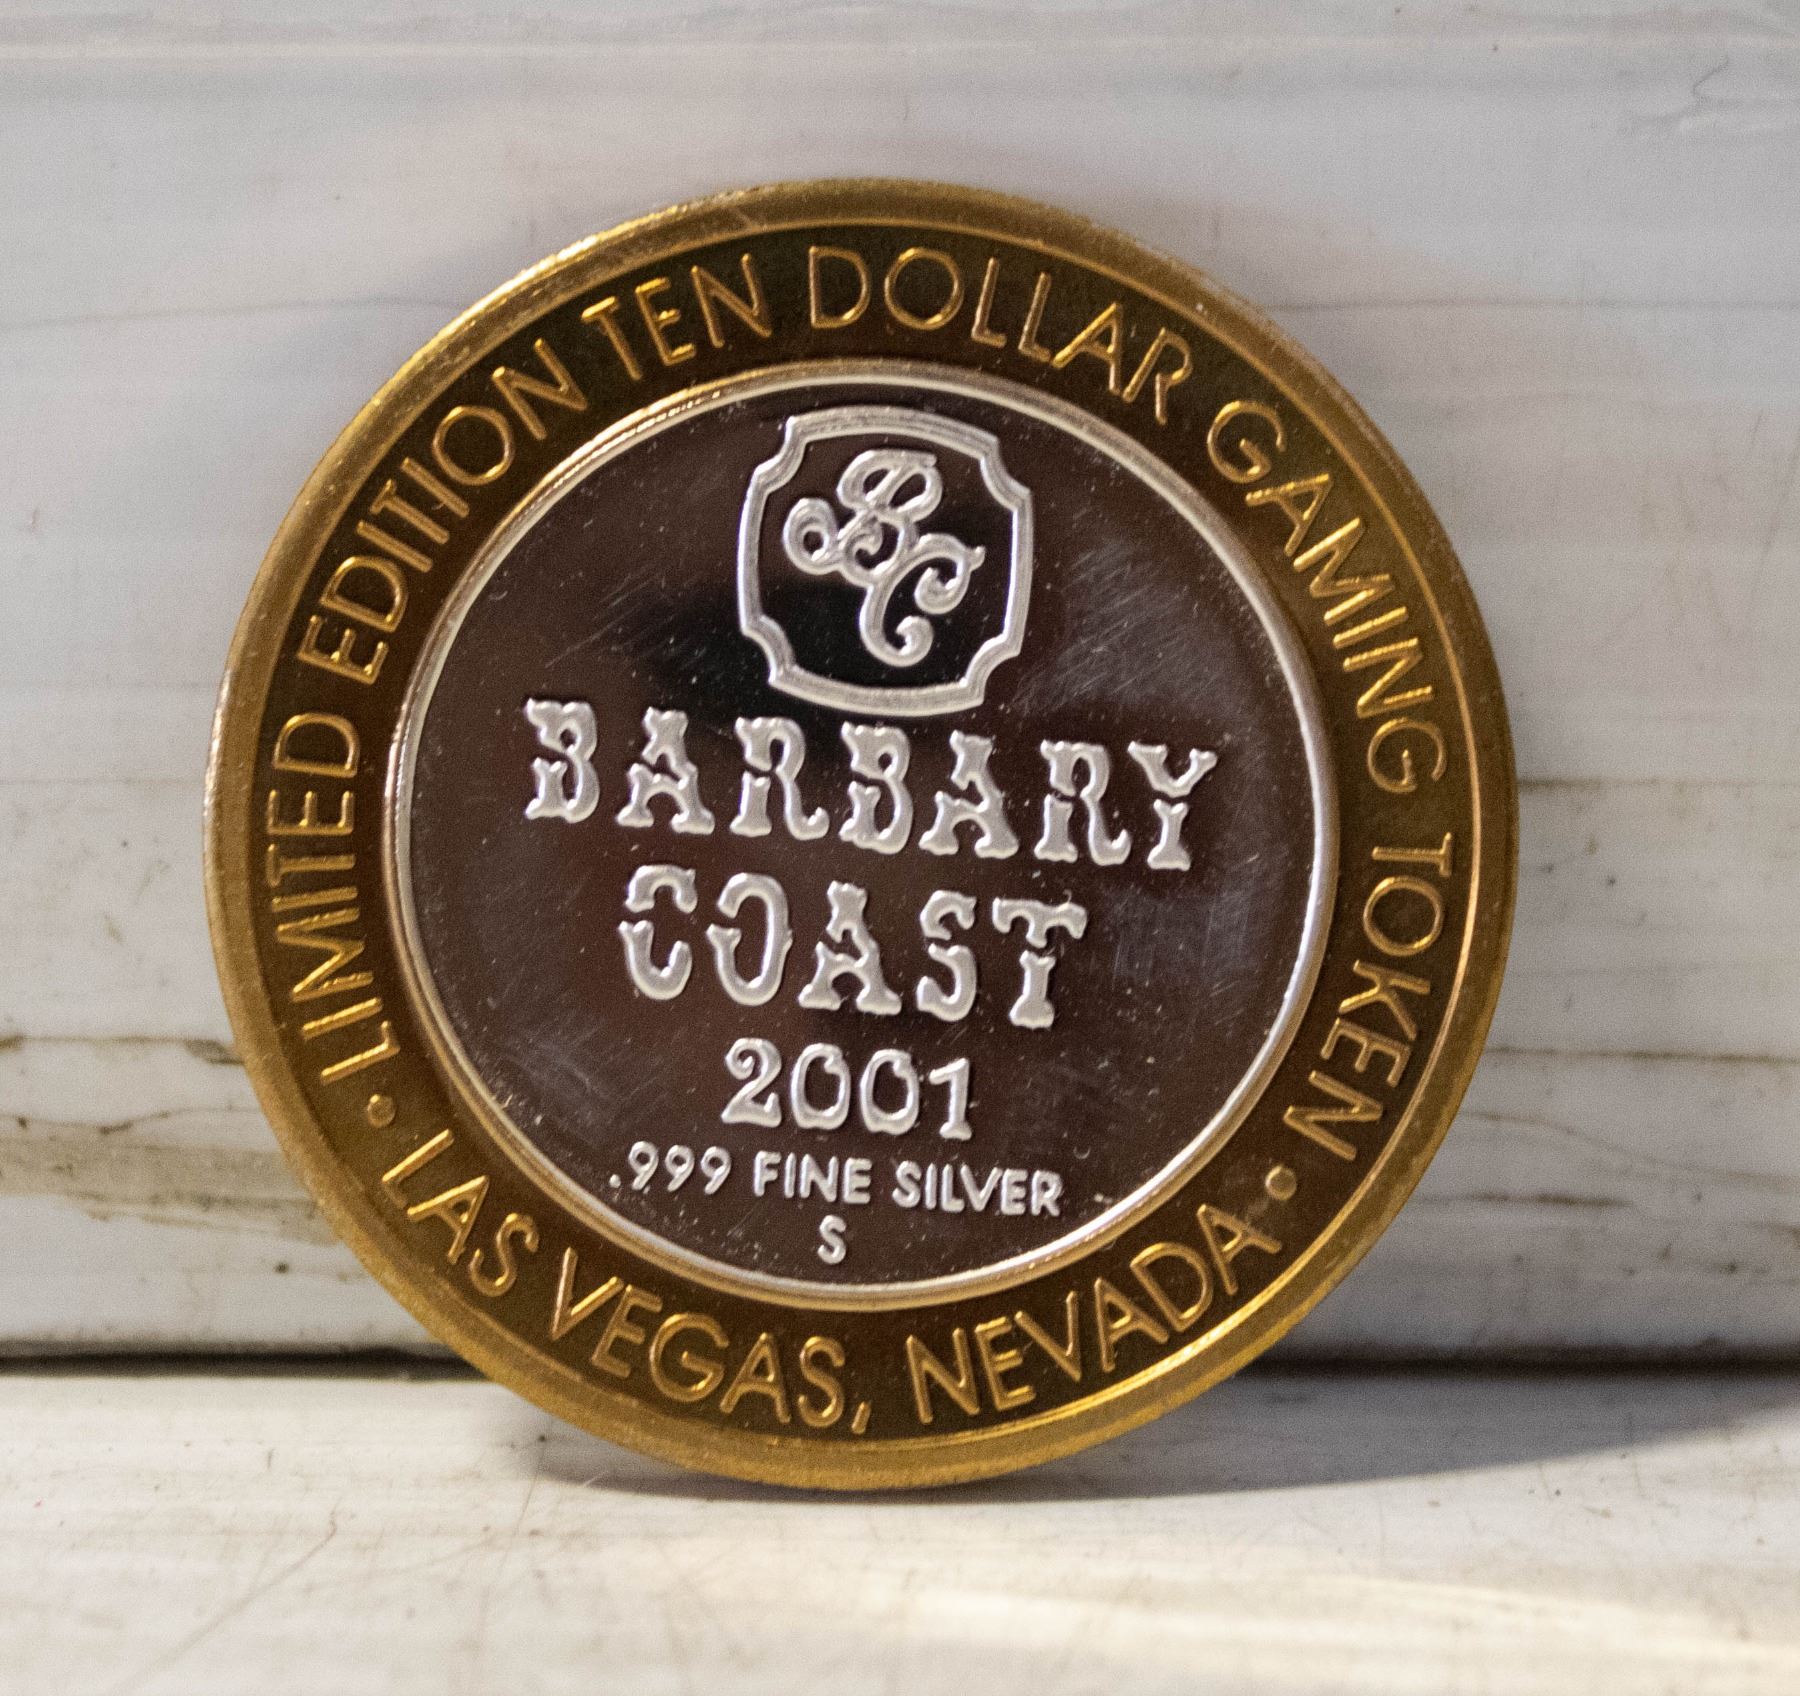 • LIMITED EDITION TEN DOLLAR GAMING TOKEN •
BC
BARBARY
COAST
2001
.999 FINE SILVER
S
LAS VEGAS, NEVADA